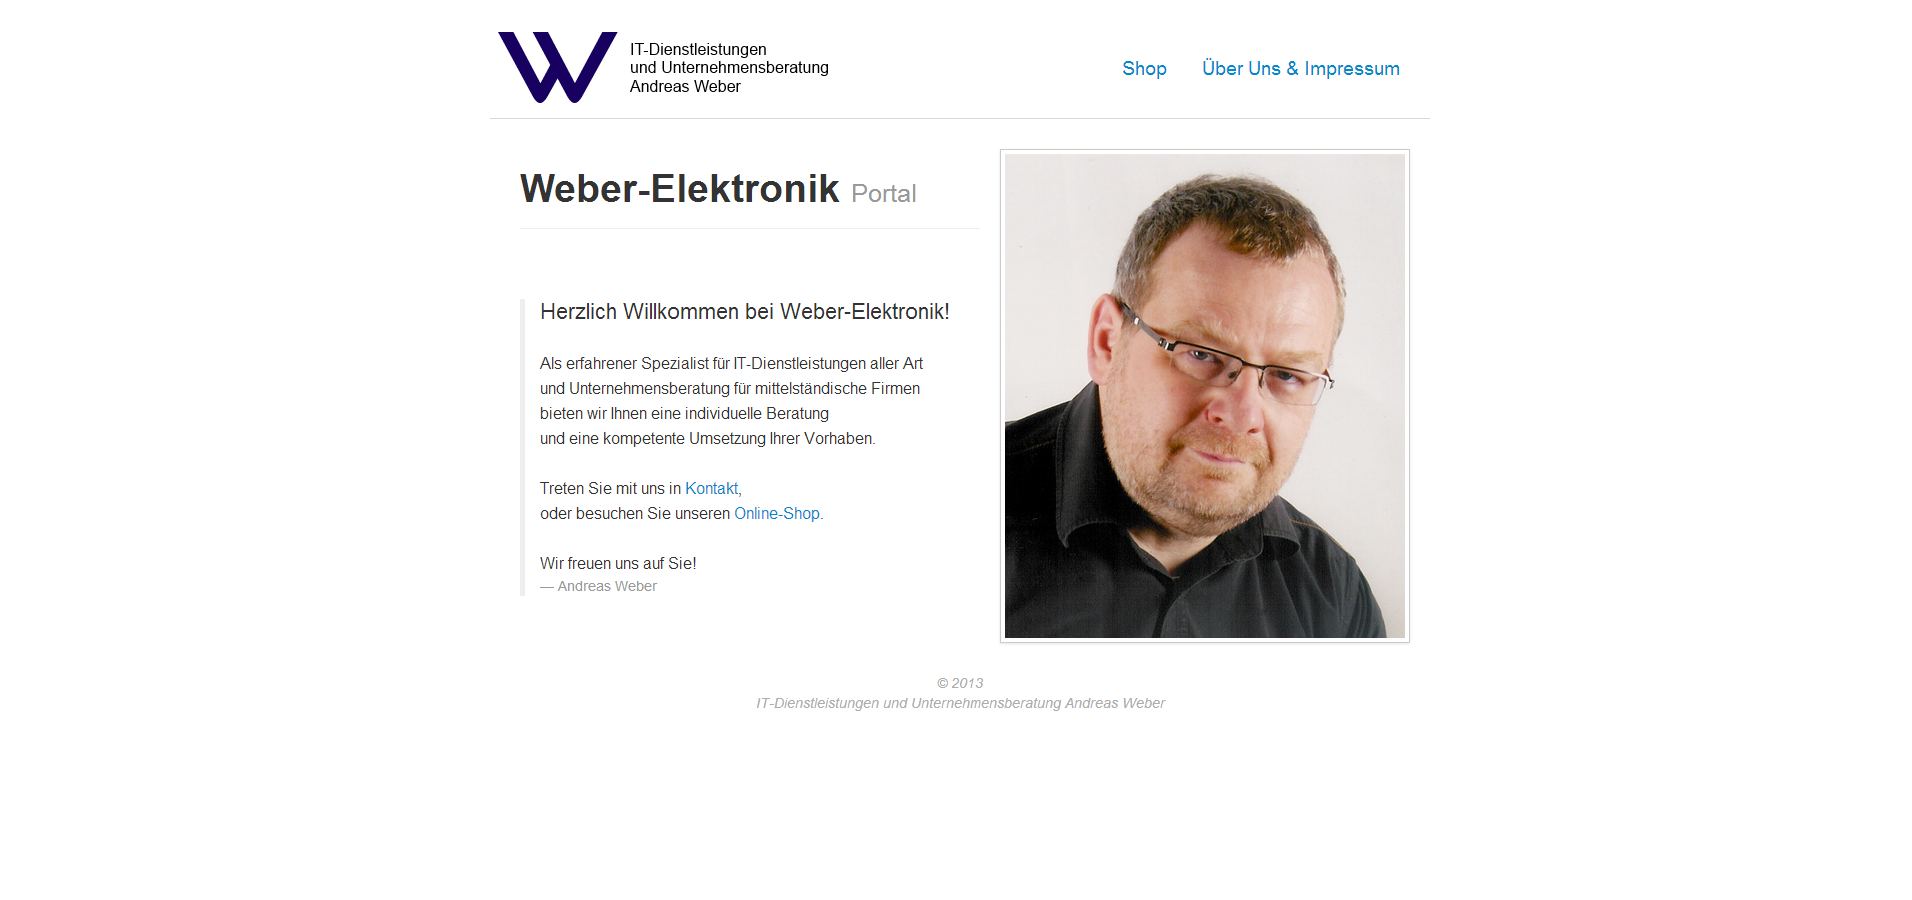 IT-Dienstleistungen
und Unternehmensberatung
Andreas Weber
Shop
Über Uns & Impressum
Weber-Elektronik Portal
Herzlich Willkommen bei Weber-Elektronik!
Als erfahrener Spezialist für IT-Dienstleistungen aller Art
und Unternehmensberatung für mittelständische Firmen
bieten wir Ihnen eine individuelle Beratung
und eine kompetente Umsetzung Ihrer Vorhaben.
Treten Sie mit uns in Kontakt,
oder besuchen Sie unseren Online-Shop.
Wir freuen uns auf Sie!
— Andreas Weber
© 2013
IT-Dienstleistungen und Unternehmensberatung Andreas Weber